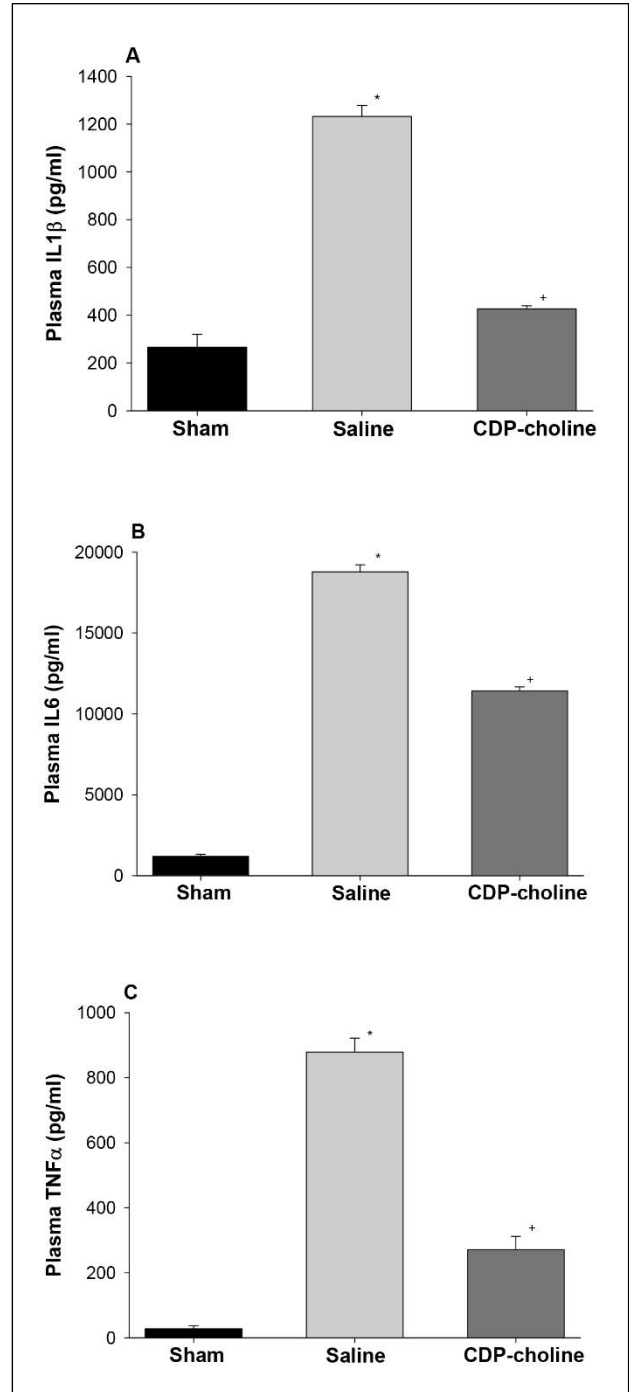 A
Plasma IL1β (pg/ml)
1400
1200
1000
800
600
400
200
0
*
+
Sham Saline CDP-choline
B
Plasma IL6 (pg/ml)
20000
15000
10000
5000
0
*
+
Sham Saline CDP-choline
C
Plasma TNFα (pg/ml)
1000
800
600
400
200
0
*
+
Sham Saline CDP-choline